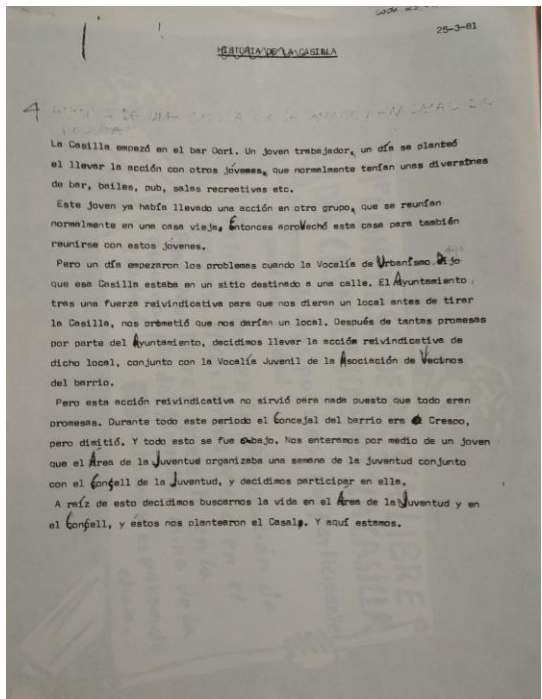 25-3-81
HISTORIA DE LA CASILLA
4
La Casilla empezó en el bar Dori. Un joven trabajador, un día se planteó
el llevar la acción con otros jóvenes, que normalmente tenían unas diversiones
de bar, bailes, pub, salas recreativas etc.
Este joven ya había llevado una acción en otro grupo, que se reunían
normalmente en una casa vieja. Entonces aproVechó esta casa para también
reunirse con estos jóvenes.
Pero un día empezaron los problemas cuando la Vocalía de Urbanismo Dijo
que esa Casilla estaba en un sitio destinado a una calle. El Ayuntamiento,
tras una fuerza reivindicativa para que nos dieran un local antes de tirar
la Casilla, nos prometió que nos darían un local. Después de tantas promesas
por parte del Ayuntamiento, decidimos llevar la acción reivindicativa de
dicho local, conjunto con la Vocalía Juvenil de la Asociación de Vecinos
del barrio.
Pero esta acción reivindicativa no sirvió para nada puesto que todo eran
promesas. Durante todo este periodo el Concejal del barrio era Crespo,
pero dimitió. Y todo esto se fue abajo. Nos enteramos por medio de un joven
que el Área de la Juventud organizaba una semana de la juventud conjunto
con el Consell de la Juventud, y decidimos participar en ella.
A raíz de esto decidimos buscarnos la vida en el Área de la Juventud y en
el Consell, y éstos nos plantearon el Casal. Y aquí estamos.